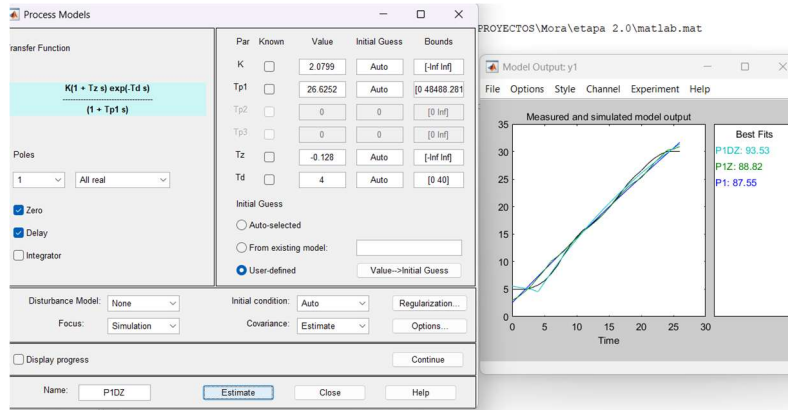 Process Models
ransfer Function
K(1 + Tz s) exp(-Td s)
(1 + Tp1 s)
Poles
1 All real
Zero
Delay
Integrator
Par Known Value Initial Guess Bounds
K 2.0799 Auto [-Inf Inf]
Tp1 26.6252 Auto [0 48488.281
Tp2 0 0 [0 Inf]
Tp3 0 0 [0 Inf]
Tz -0.128 Auto [-Inf Inf]
Td 4 Auto [0 40]
Initial Guess
Auto-selected
From existing model:
User-defined Value-->Initial Guess
Disturbance Model: None Initial condition: Auto Regularization...
Focus: Simulation Covariance: Estimate Options...
Display progress Continue
Name: P1DZ Estimate Close Help
PROYECTOS\Mora\etapa 2.0\matlab.mat
Model Output: y1
File Options Style Channel Experiment Help
Measured and simulated model output
35
30
25
20
15
10
5
0
0 5 10 15 20 25 30
Time
Best Fits
P1DZ: 93.53
P1Z: 88.82
P1: 87.55